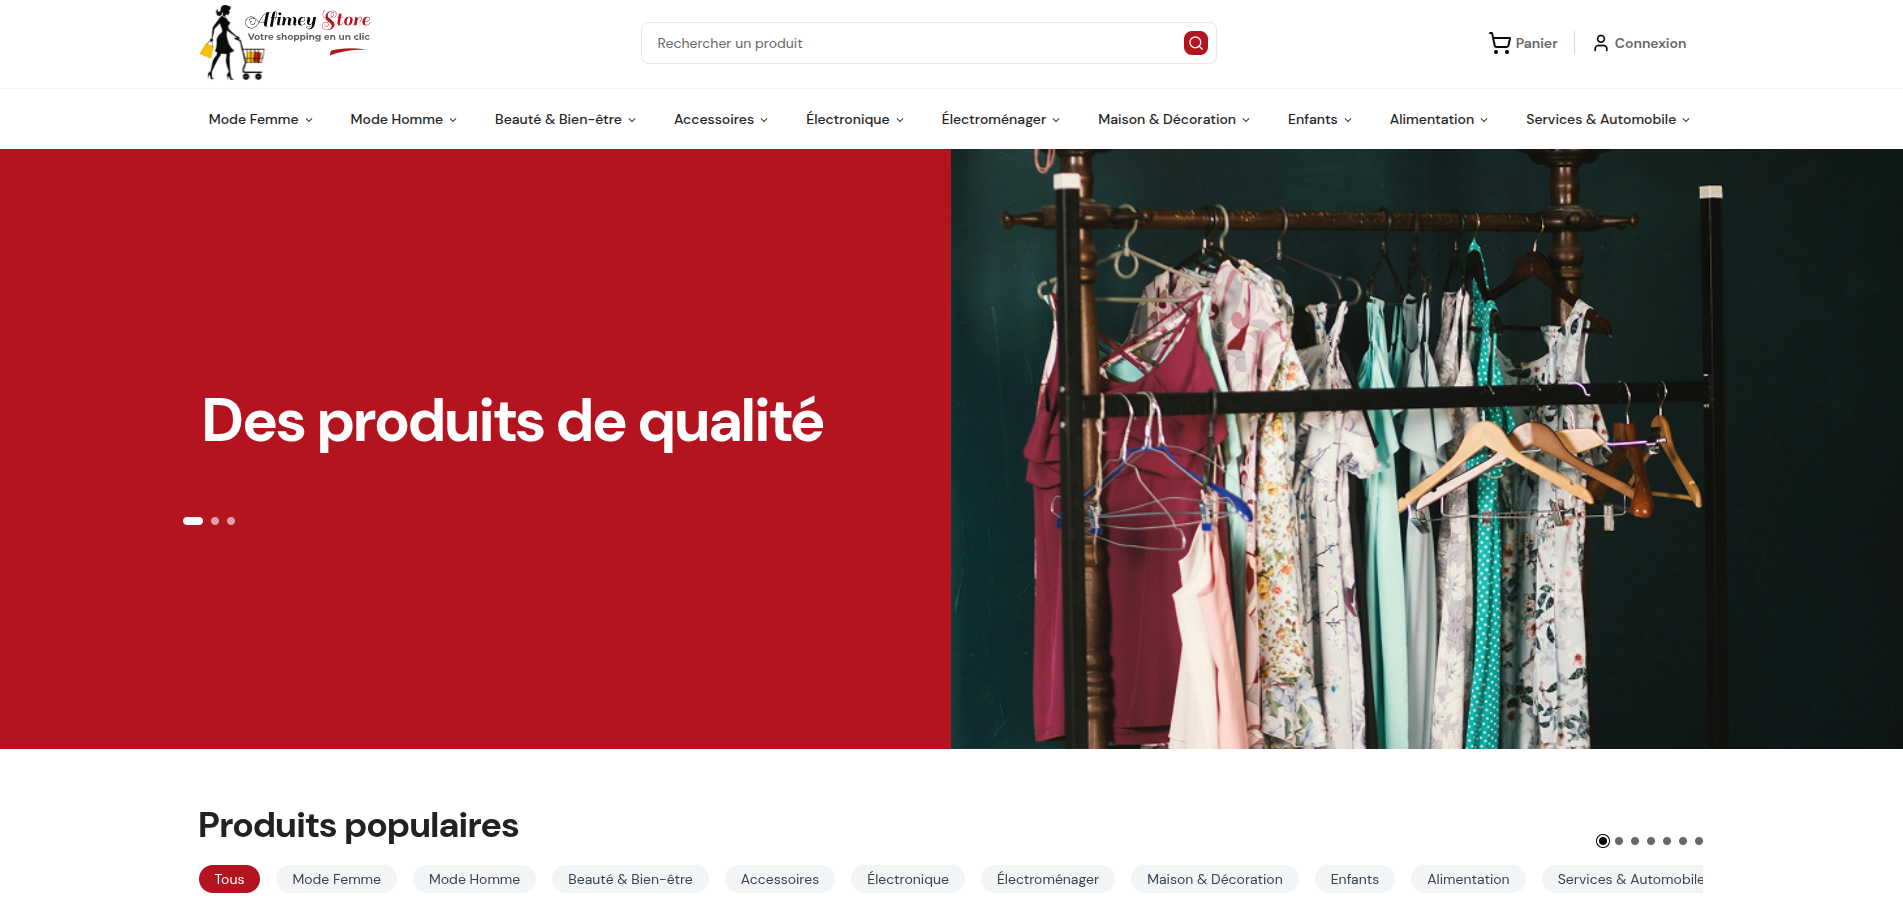 Afimey Store
Votre shopping en un clic
Rechercher un produit
Panier
Connexion
Mode Femme
Mode Homme
Beauté & Bien-être
Accessoires
Électronique
Électroménager
Maison & Décoration
Enfants
Alimentation
Services & Automobile
Des produits de qualité
Produits populaires
Tous
Mode Femme
Mode Homme
Beauté & Bien-être
Accessoires
Électronique
Électroménager
Maison & Décoration
Enfants
Alimentation
Services & Automobile